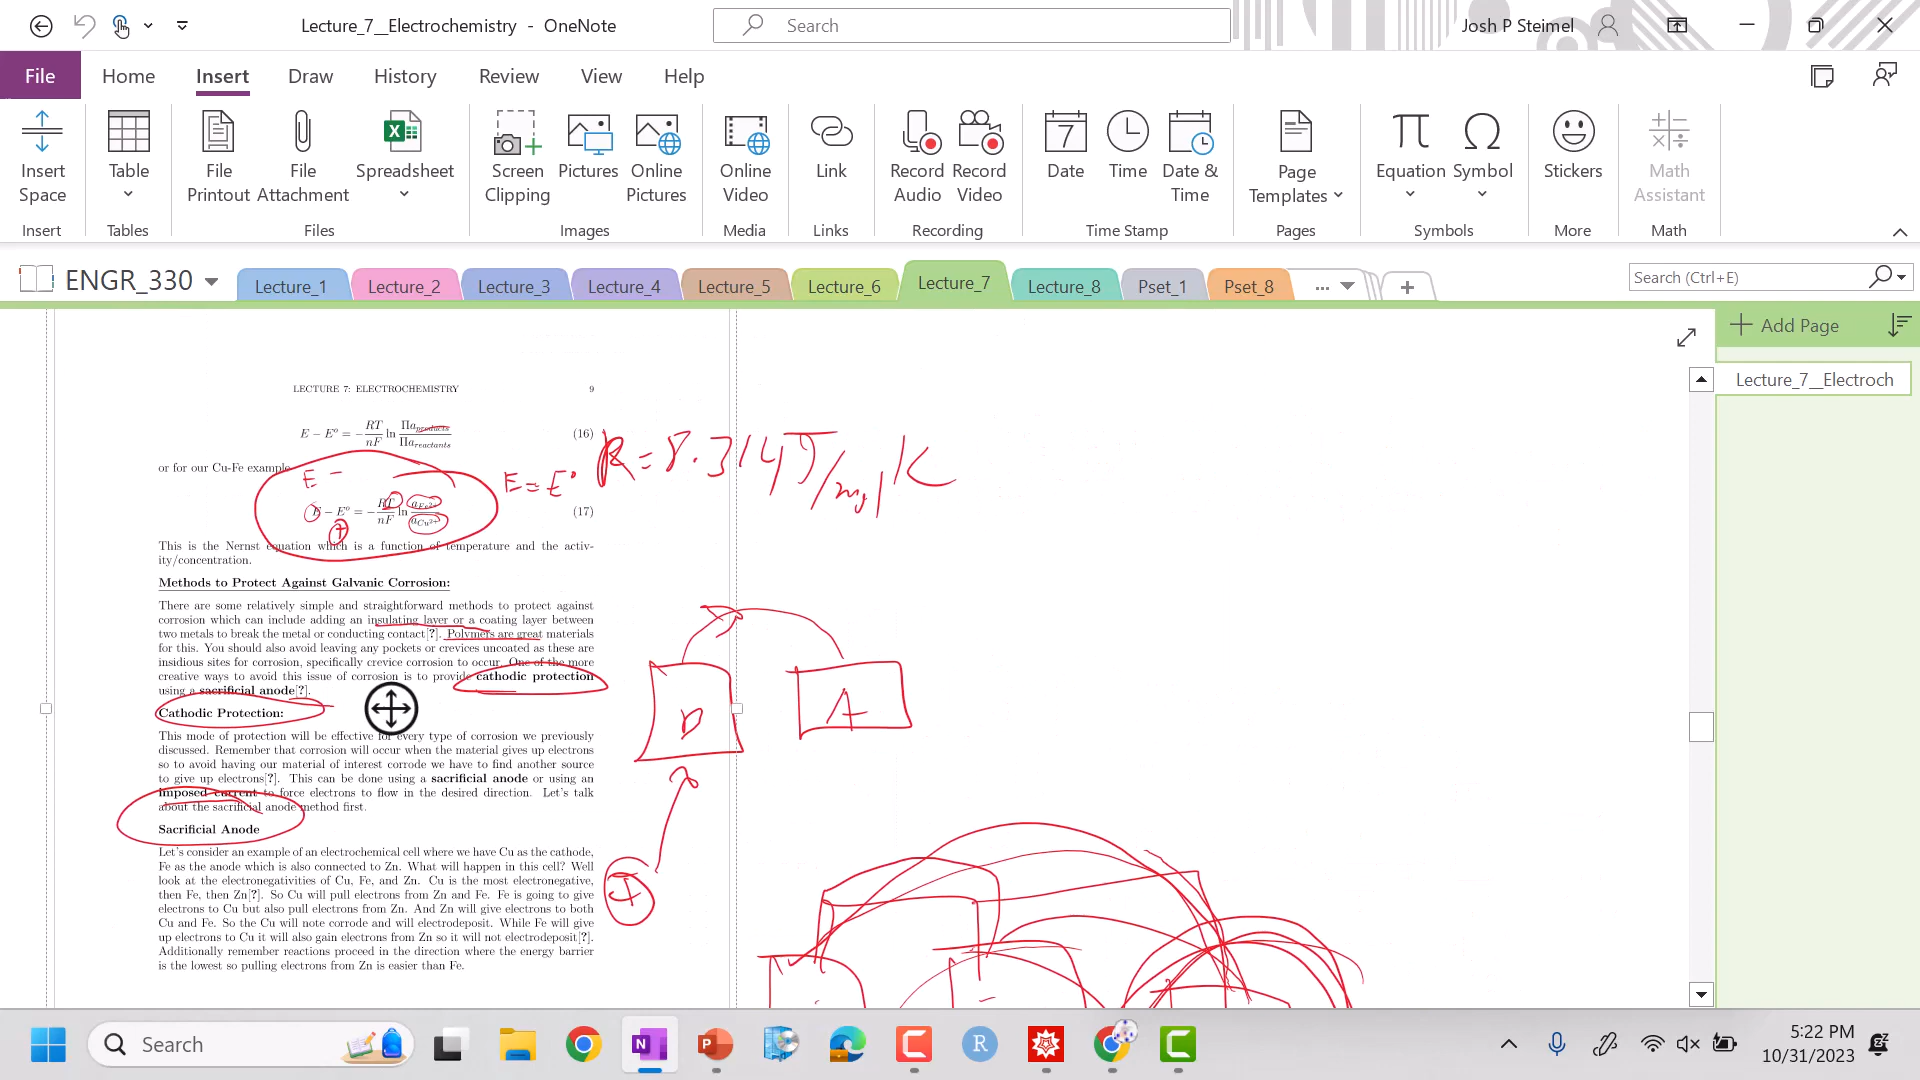 Lecture_7__Electrochemistry - OneNote
Search
Josh P Steimel
File Home Insert Draw History Review View Help
Insert Space
Table
File Printout
File Attachment
Spreadsheet
Screen Clipping
Pictures
Online Pictures
Online Video
Link
Record Audio
Record Video
Date
Time
Date & Time
Page Templates
Equation
Symbol
Stickers
Math Assistant
Insert Tables Files Images Media Links Recording Time Stamp Pages Symbols More Math
ENGR_330
Lecture_1 Lecture_2 Lecture_3 Lecture_4 Lecture_5 Lecture_6 Lecture_7 Lecture_8 Pset_1 Pset_8 ... +
Search (Ctrl+E)
Add Page
Lecture_7__Electroch
LECTURE 7: ELECTROCHEMISTRY 9
E − E° = −RT/nF ln Πa_products/Πa_reactants (16)
R = 8.314 J/mol K
or for our Cu-Fe example
E −
E = E°
E − E° = −RT/nF ln a_Fe²⁺/a_Cu²⁺ (17)
+
This is the Nernst equation which is a function of temperature and the activ-
ity/concentration.
Methods to Protect Against Galvanic Corrosion:
There are some relatively simple and straightforward methods to protect against
corrosion which can include adding an insulating layer or a coating layer between
two metals to break the metal or conducting contact[?]. Polymers are great materials
for this. You should also avoid leaving any pockets or crevices uncoated as these are
insidious sites for corrosion, specifically crevice corrosion to occur. One of the more
creative ways to avoid this issue of corrosion is to provide cathodic protection
using a sacrificial anode[?].
Cathodic Protection:
A
This mode of protection will be effective for every type of corrosion we previously
discussed. Remember that corrosion will occur when the material gives up electrons
so to avoid having our material of interest corrode we have to find another source
to give up electrons[?]. This can be done using a sacrificial anode or using an
imposed current to force electrons to flow in the desired direction. Let's talk
about the sacrificial anode method first.
Sacrificial Anode
Let's consider an example of an electrochemical cell where we have Cu as the cathode,
Fe as the anode which is also connected to Zn. What will happen in this cell? Well
look at the electronegativities of Cu, Fe, and Zn. Cu is the most electronegative,
then Fe, then Zn[?]. So Cu will pull electrons from Zn and Fe. Fe is going to give
electrons to Cu but also pull electrons from Zn. And Zn will give electrons to both
Cu and Fe. So the Cu will note corrode and will electrodeposit. While Fe will give
up electrons to Cu it will also gain electrons from Zn so it will not electrodeposit[?].
Additionally remember reactions proceed in the direction where the energy barrier
is the lowest so pulling electrons from Zn is easier than Fe.
Search
5:22 PM
10/31/2023